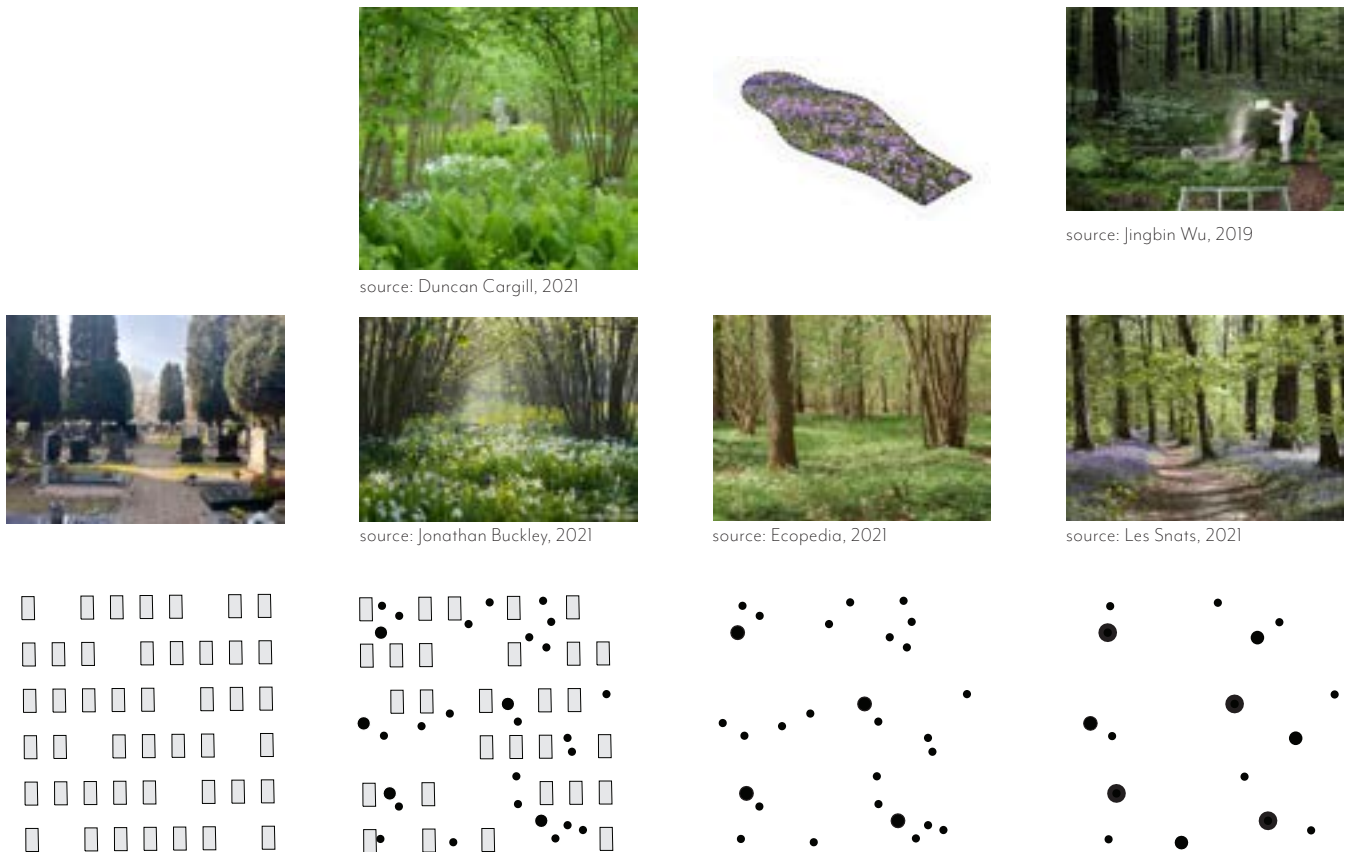 source: Jingbin Wu, 2019
source: Duncan Cargill, 2021
source: Jonathan Buckley, 2021
source: Ecopedia, 2021
source: Les Snats, 2021